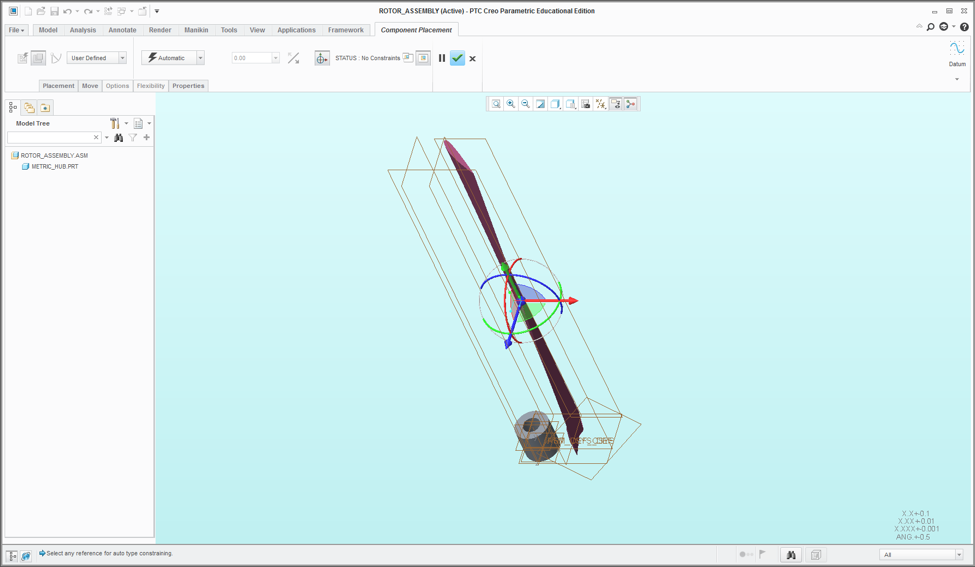 ROTOR_ASSEMBLY (Active) - PTC Creo Parametric Educational Edition
File Model Analysis Annotate Render Manikin Tools View Applications Framework Component Placement
User Defined Automatic 0.00 STATUS : No Constraints
Datum
Placement Move Options Flexibility Properties
Model Tree
ROTOR_ASSEMBLY.ASM
METRIC_HUB.PRT
X.X+-0.1
X.XX+-0.01
X.XXX+-0.001
ANG.+-0.5
Select any reference for auto type constraining.
All